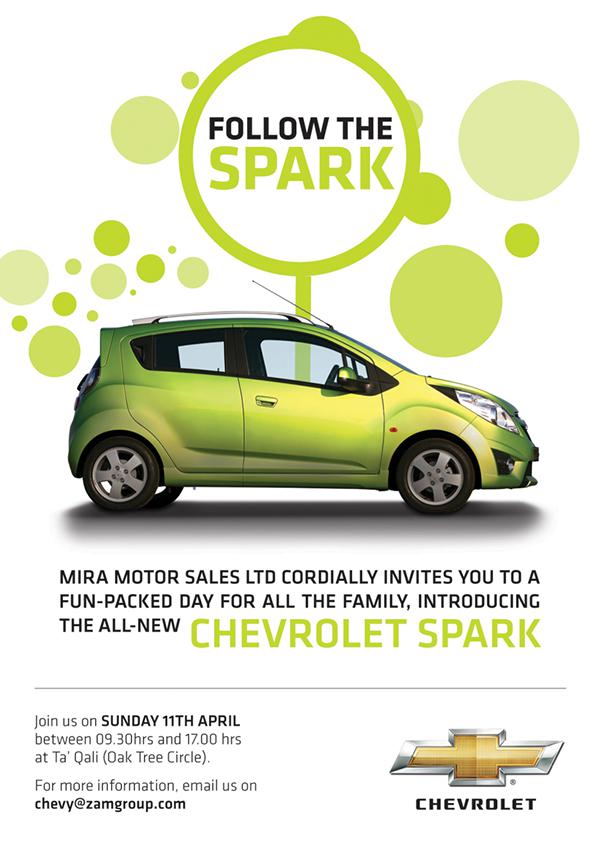 FOLLOW THE
SPARK
MIRA MOTOR SALES LTD CORDIALLY INVITES YOU TO A
FUN-PACKED DAY FOR ALL THE FAMILY, INTRODUCING
THE ALL-NEW CHEVROLET SPARK
Join us on SUNDAY 11TH APRIL
between 09.30hrs and 17.00 hrs
at Ta' Qali (Oak Tree Circle).
For more information, email us on
chevy@zamgroup.com
®
CHEVROLET